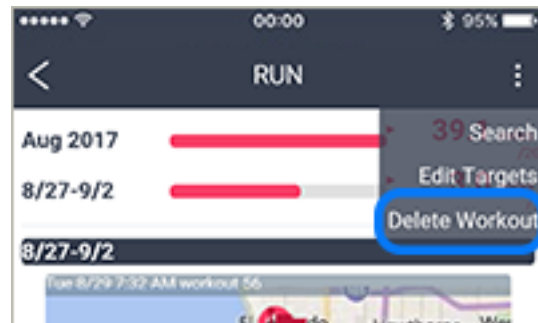 00:00
95%
RUN
Search
Aug 2017
Edit Targets
8/27-9/2
Delete Workout
8/27-9/2
Tue 8/29 7:32 AM workout 56